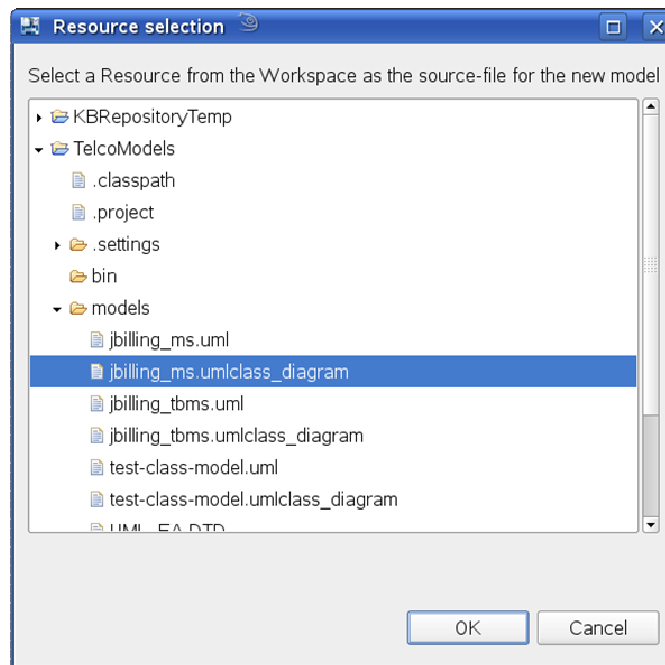 Resource selection
Select a Resource from the Workspace as the source-file for the new model
KBRepositoryTemp
TelcoModels
.classpath
.project
.settings
bin
models
jbilling_ms.uml
jbilling_ms.umlclass_diagram
jbilling_tbms.uml
jbilling_tbms.umlclass_diagram
test-class-model.uml
test-class-model.umlclass_diagram
UML_EA.DTD
OK Cancel